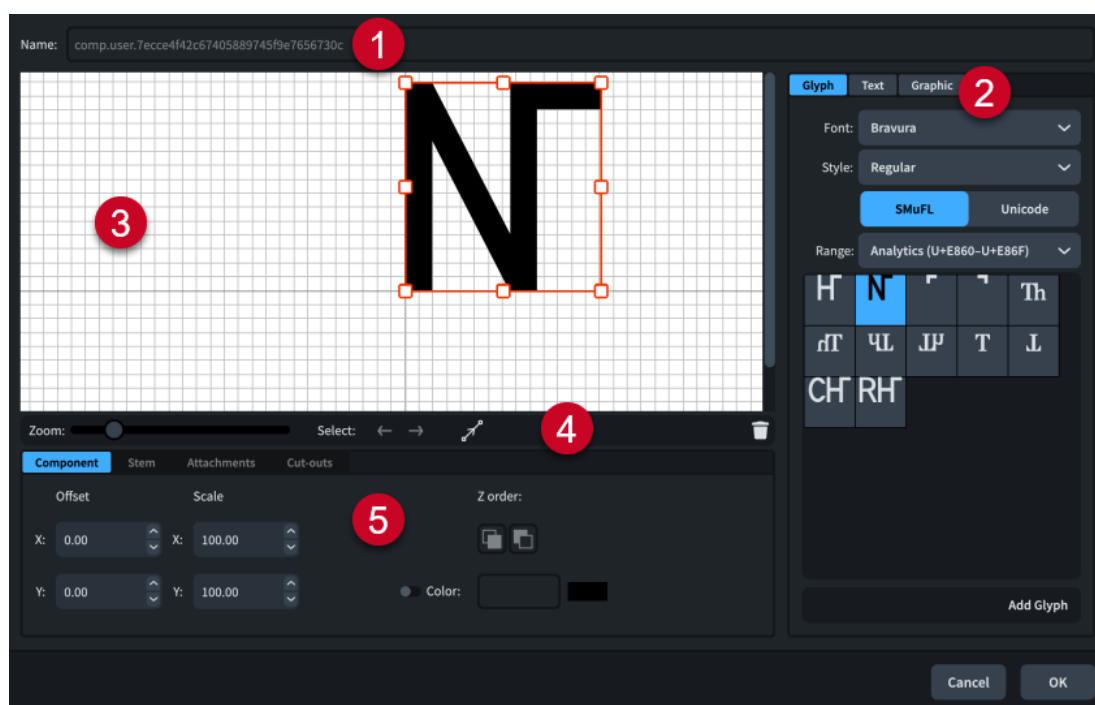 Name: comp.user.7ecce4f42c67405889745f9e7656730c
1
Glyph Text Graphic
2
Font: Bravura
Style: Regular
SMuFL Unicode
Range: Analytics (U+E860–U+E86F)
3
Th
T
Zoom:
Select: ← →
4
Component Stem Attachments Cut-outs
Offset Scale Z order:
5
X: 0.00 X: 100.00
Y: 0.00 Y: 100.00 Color:
Add Glyph
Cancel OK